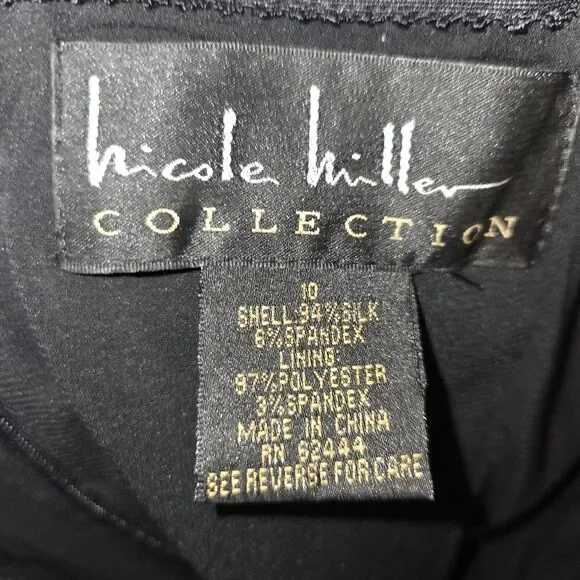 nicole miller
COLLECTION
10
SHELL:94%SILK
6%SPANDEX
LINING:
97%POLYESTER
3%SPANDEX
MADE IN CHINA
RN 62444
SEE REVERSE FOR CARE